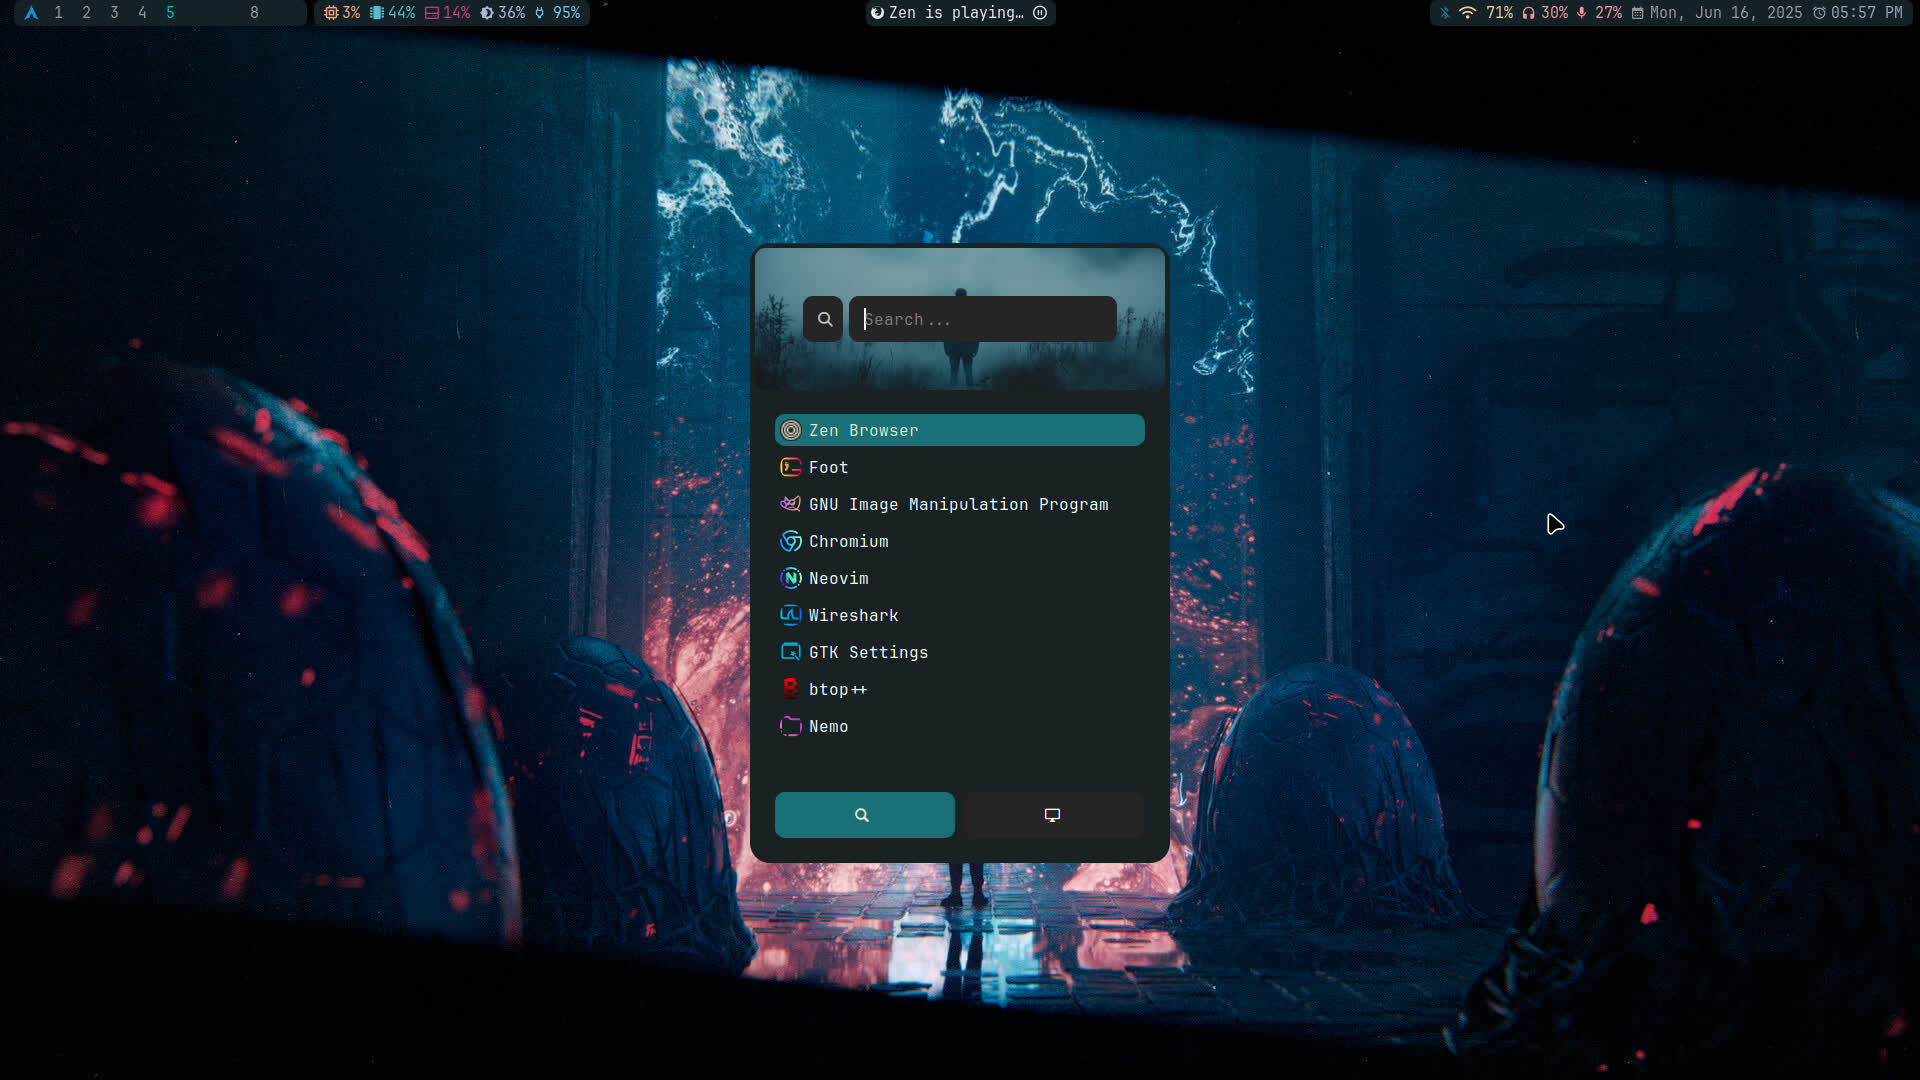 1 2 3 4 5 8 3% 44% 14% 36% 95% Zen is playing… 71% 30% 27% Mon, Jun 16, 2025 05:57 PM
Search...
Zen Browser
Foot
GNU Image Manipulation Program
Chromium
Neovim
Wireshark
GTK Settings
btop++
Nemo